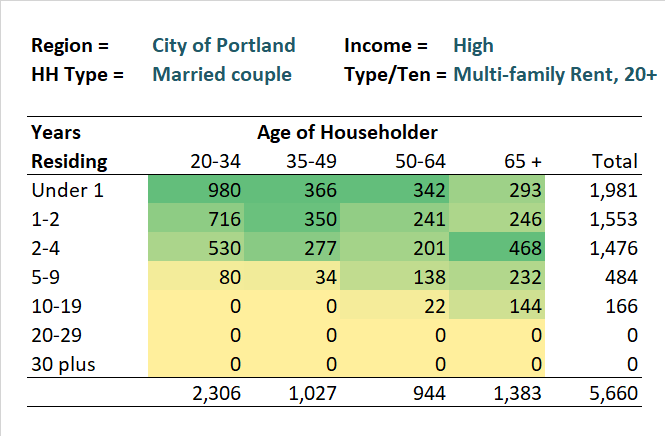 Region = City of Portland Income = High
HH Type = Married couple Type/Ten = Multi-family Rent, 20+
Years Age of Householder
Residing 20-34 35-49 50-64 65 + Total
Under 1 980 366 342 293 1,981
1-2 716 350 241 246 1,553
2-4 530 277 201 468 1,476
5-9 80 34 138 232 484
10-19 0 0 22 144 166
20-29 0 0 0 0 0
30 plus 0 0 0 0 0
2,306 1,027 944 1,383 5,660